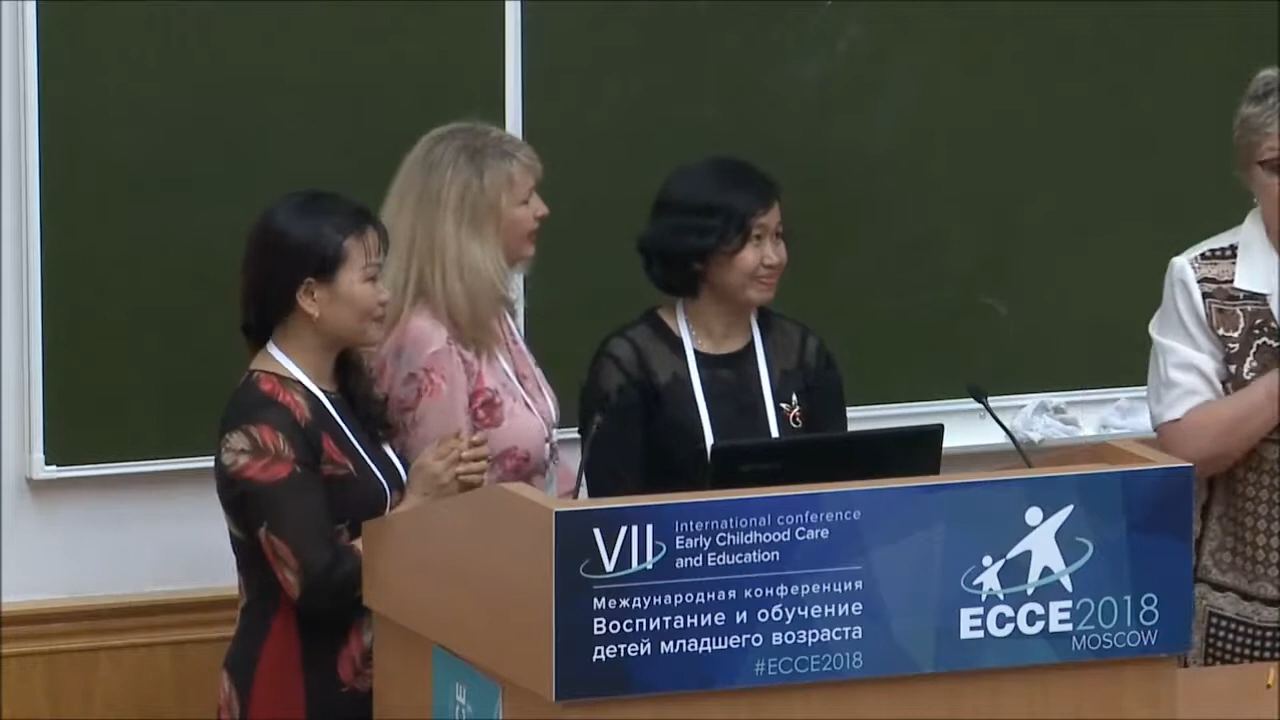 VII
International conference
Early Childhood Care
and Education
Международная конференция
Воспитание и обучение
детей младшего возраста
#ECCE2018
ECCE2018
MOSCOW